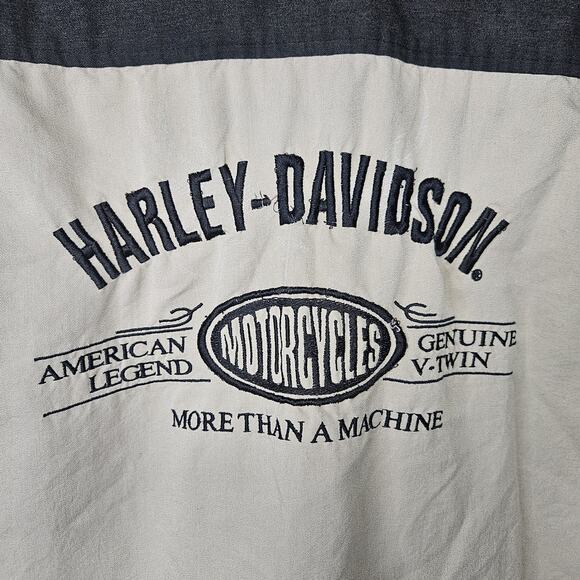 HARLEY-DAVIDSON®
AMERICAN LEGEND
MOTORCYCLES
GENUINE V-TWIN
MORE THAN A MACHINE